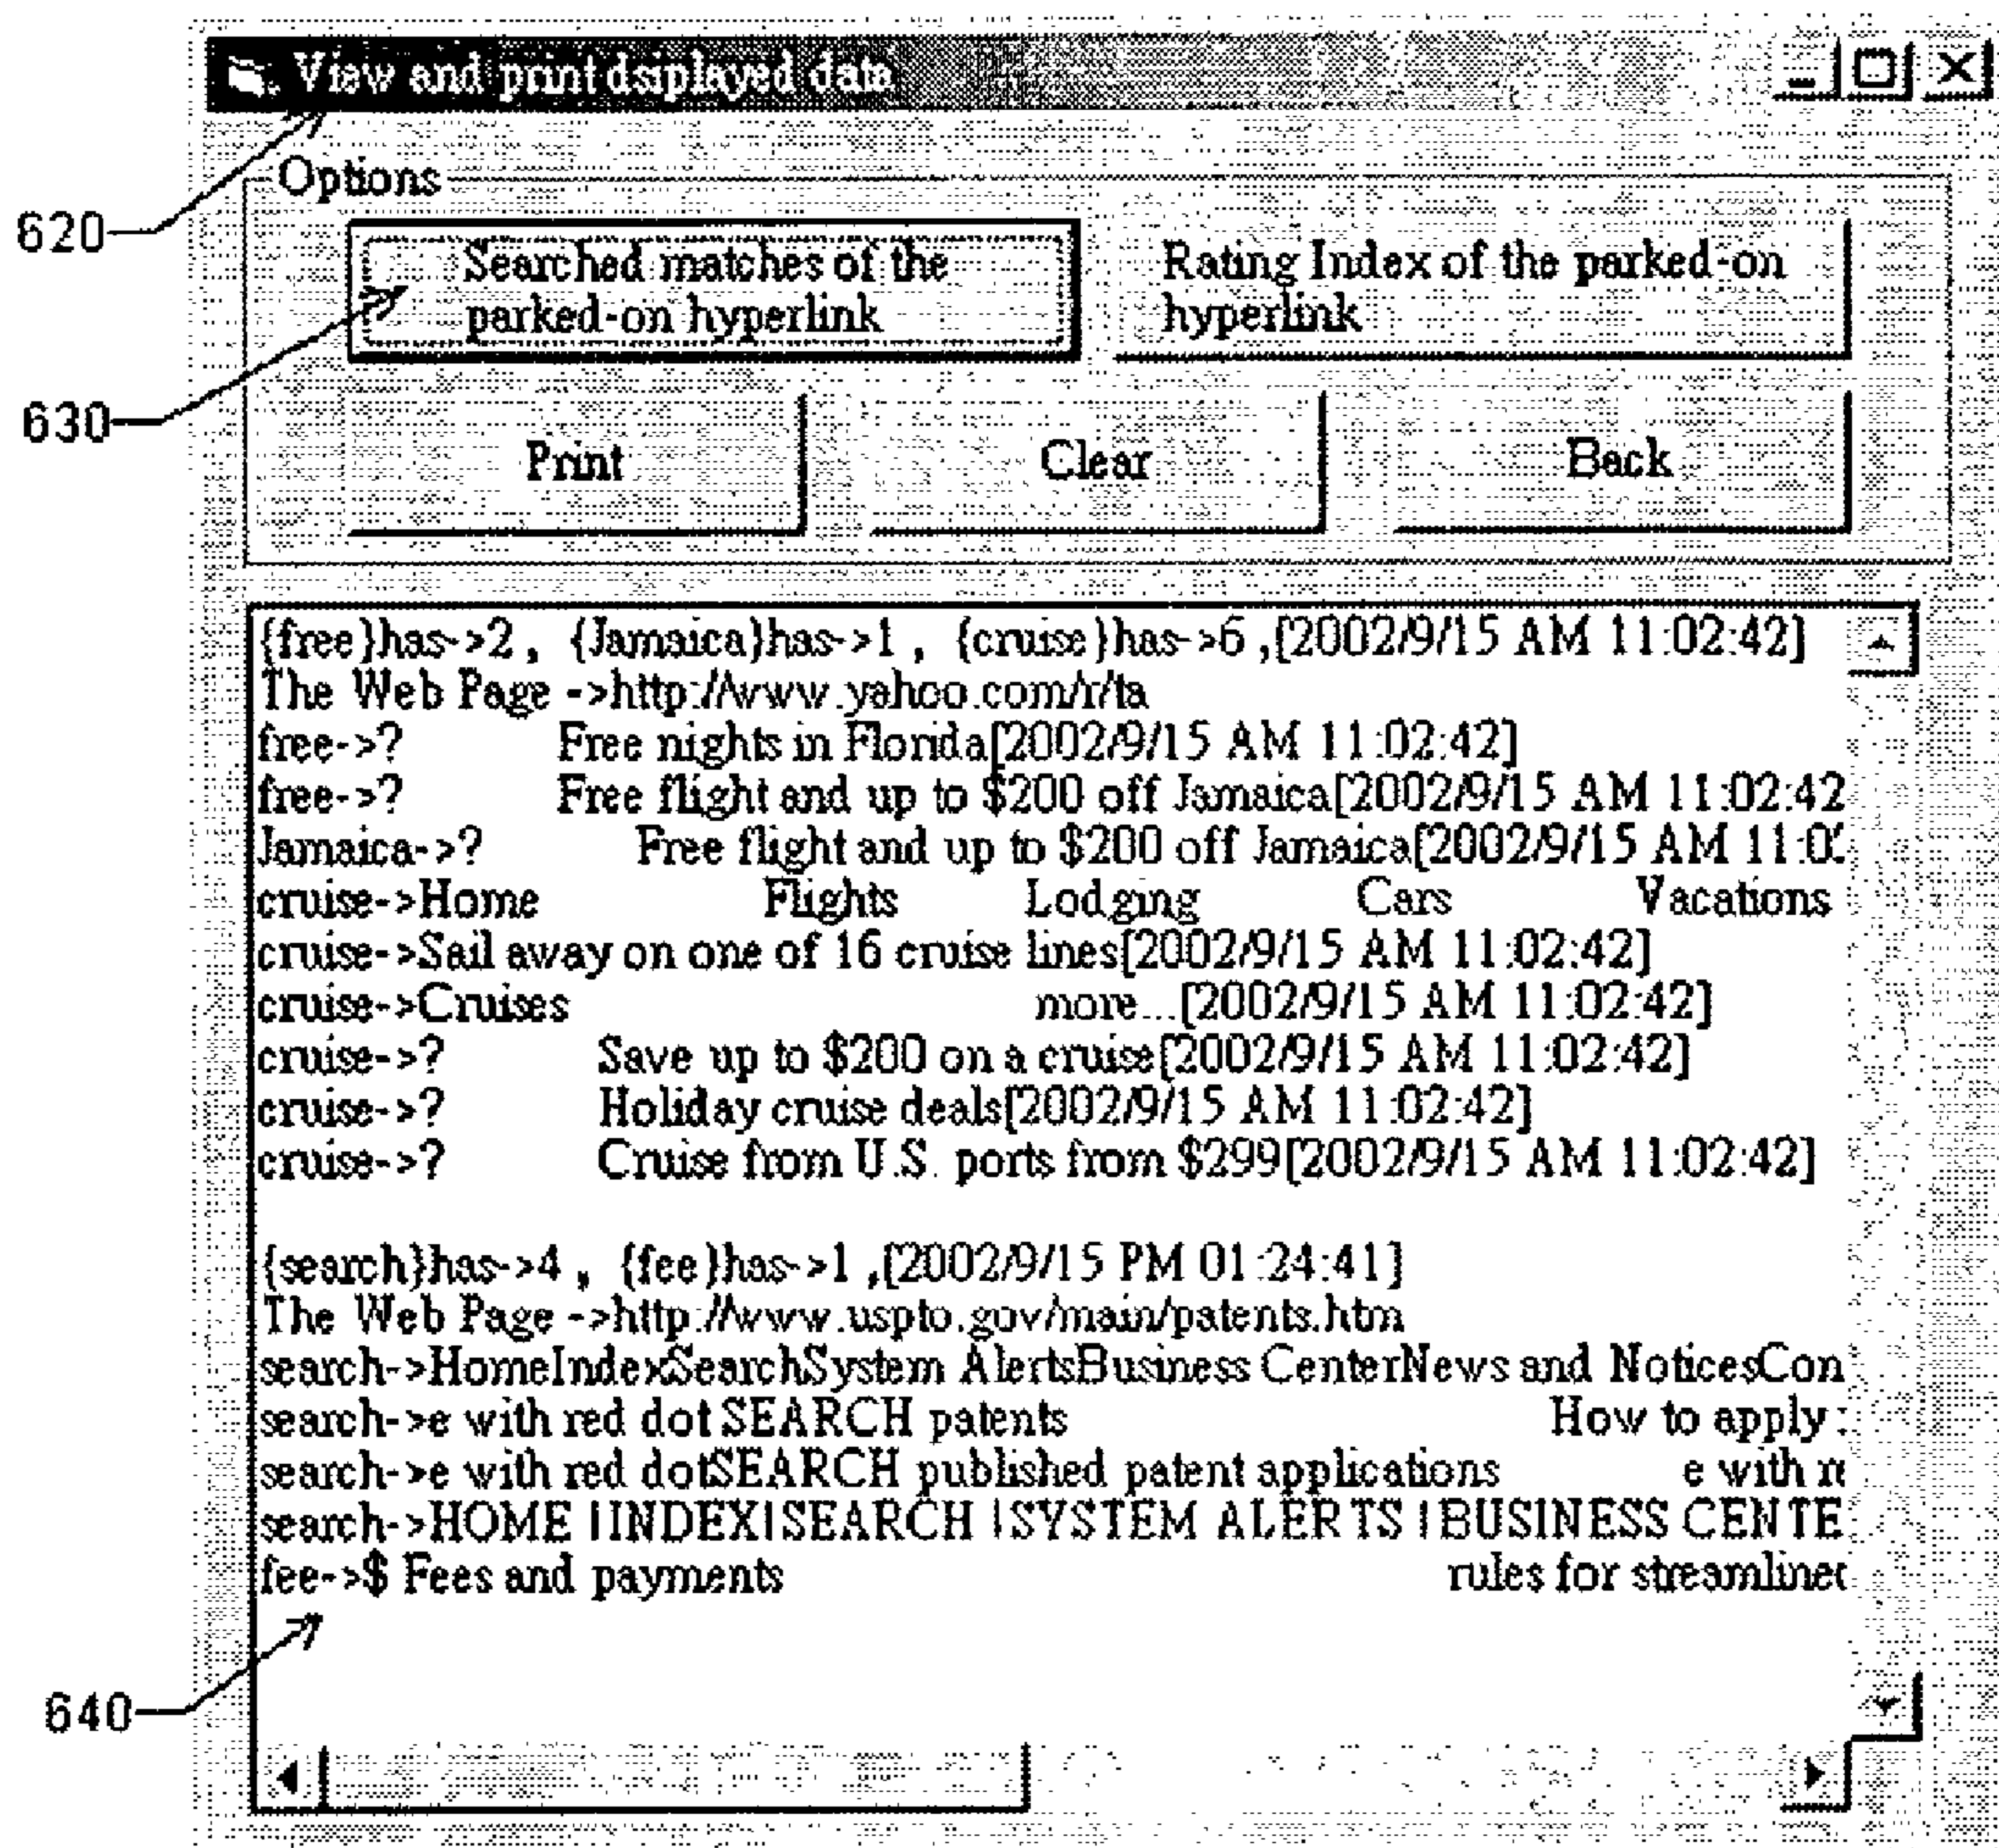 View and print dsiplayed data
620
Options
Searched matches of the
parked-on hyperlink
Rating Index of the parked-on
hyperlink
630
Print Clear Back
{free}has->2 , {Jamaica}has->1 , {cruise}has->6 ,[2002/9/15 AM 11:02:42]
The Web Page ->http://www.yahoo.com/r/ta
free->? Free nights in Florida[2002/9/15 AM 11:02:42]
free->? Free flight and up to $200 off Jamaica[2002/9/15 AM 11:02:42
Jamaica->? Free flight and up to $200 off Jamaica[2002/9/15 AM 11:0
cruise->Home Flights Lodging Cars Vacations
cruise->Sail away on one of 16 cruise lines[2002/9/15 AM 11:02:42]
cruise->Cruises more...[2002/9/15 AM 11:02:42]
cruise->? Save up to $200 on a cruise[2002/9/15 AM 11:02:42]
cruise->? Holiday cruise deals[2002/9/15 AM 11:02:42]
cruise->? Cruise from U.S. ports from $299[2002/9/15 AM 11:02:42]
{search}has->4 , {fee}has->1 ,[2002/9/15 PM 01:24:41]
The Web Page ->http://www.uspto.gov/main/patents.htm
search->HomeIndexSearchSystem AlertsBusiness CenterNews and NoticesCon
search->e with red dotSEARCH patents How to apply :
search->e with red dotSEARCH published patent applications e with re
search->HOME |INDEX|SEARCH |SYSTEM ALERTS |BUSINESS CENTE
fee->$ Fees and payments rules for streamlined
640